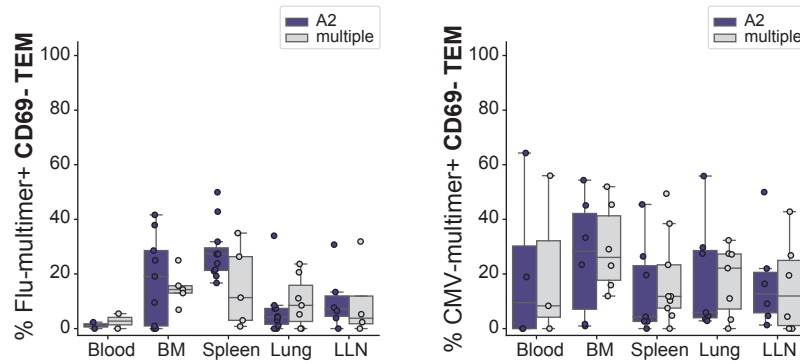 A2
multiple
% Flu-multimer+ CD69- TEM
100
80
60
40
20
0
Blood BM Spleen Lung LLN
A2
multiple
% CMV-multimer+ CD69- TEM
100
80
60
40
20
0
Blood BM Spleen Lung LLN